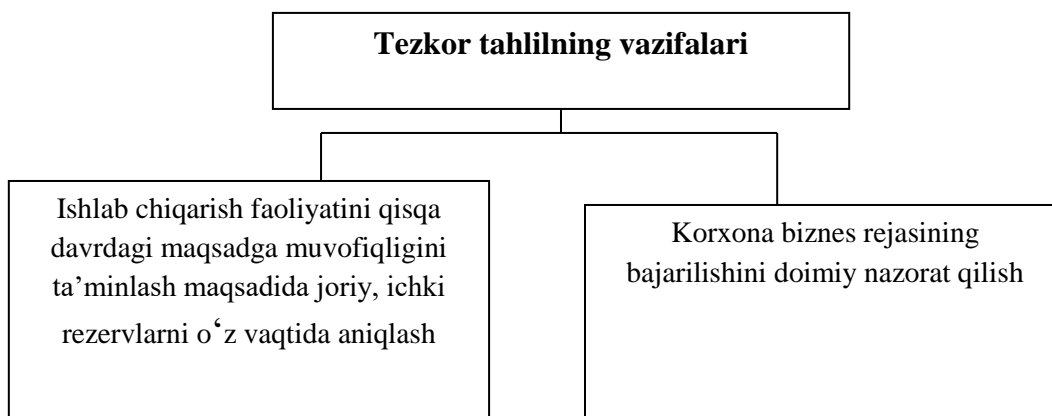 Tezkor tahlilning vazifalari
Ishlab chiqarish faoliyatini qisqa
davrdagi maqsadga muvofiqligini
ta’minlash maqsadida joriy, ichki
rezervlarni o‘z vaqtida aniqlash
Korxona biznes rejasining
bajarilishini doimiy nazorat qilish